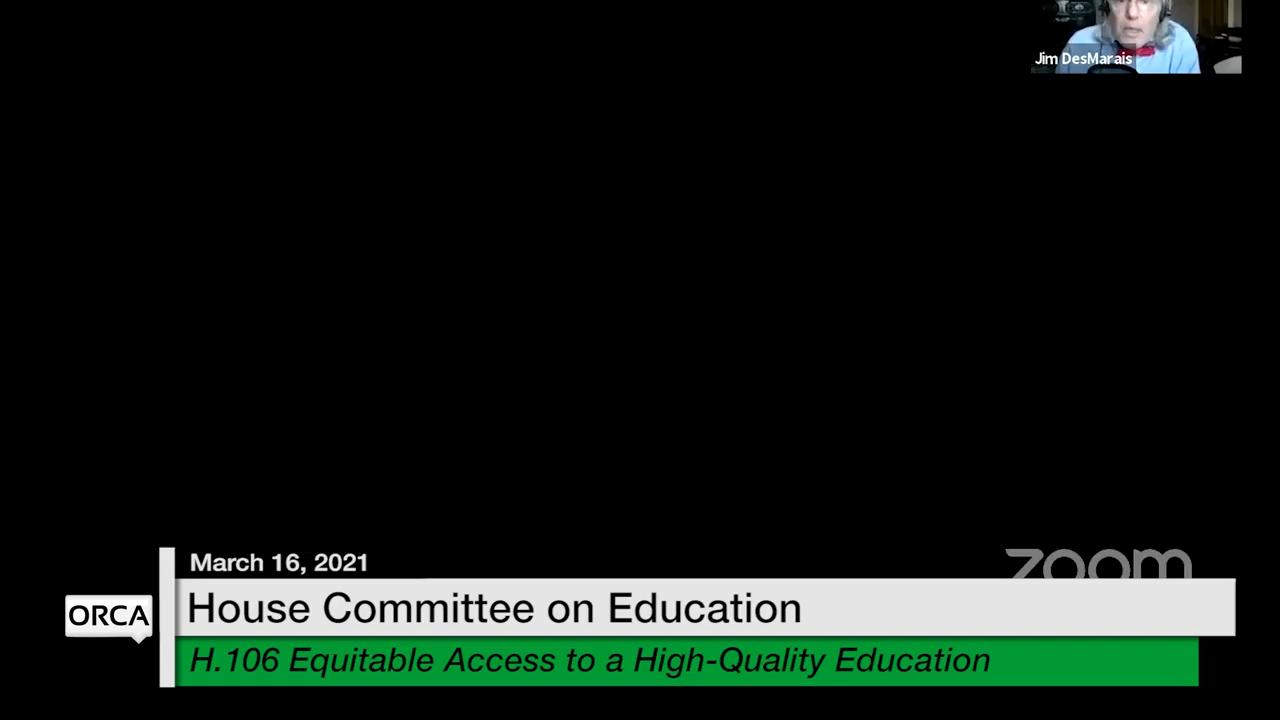 Jim DesMarais
March 16, 2021
zoom
House Committee on Education
ORCA
H.106 Equitable Access to a High-Quality Education